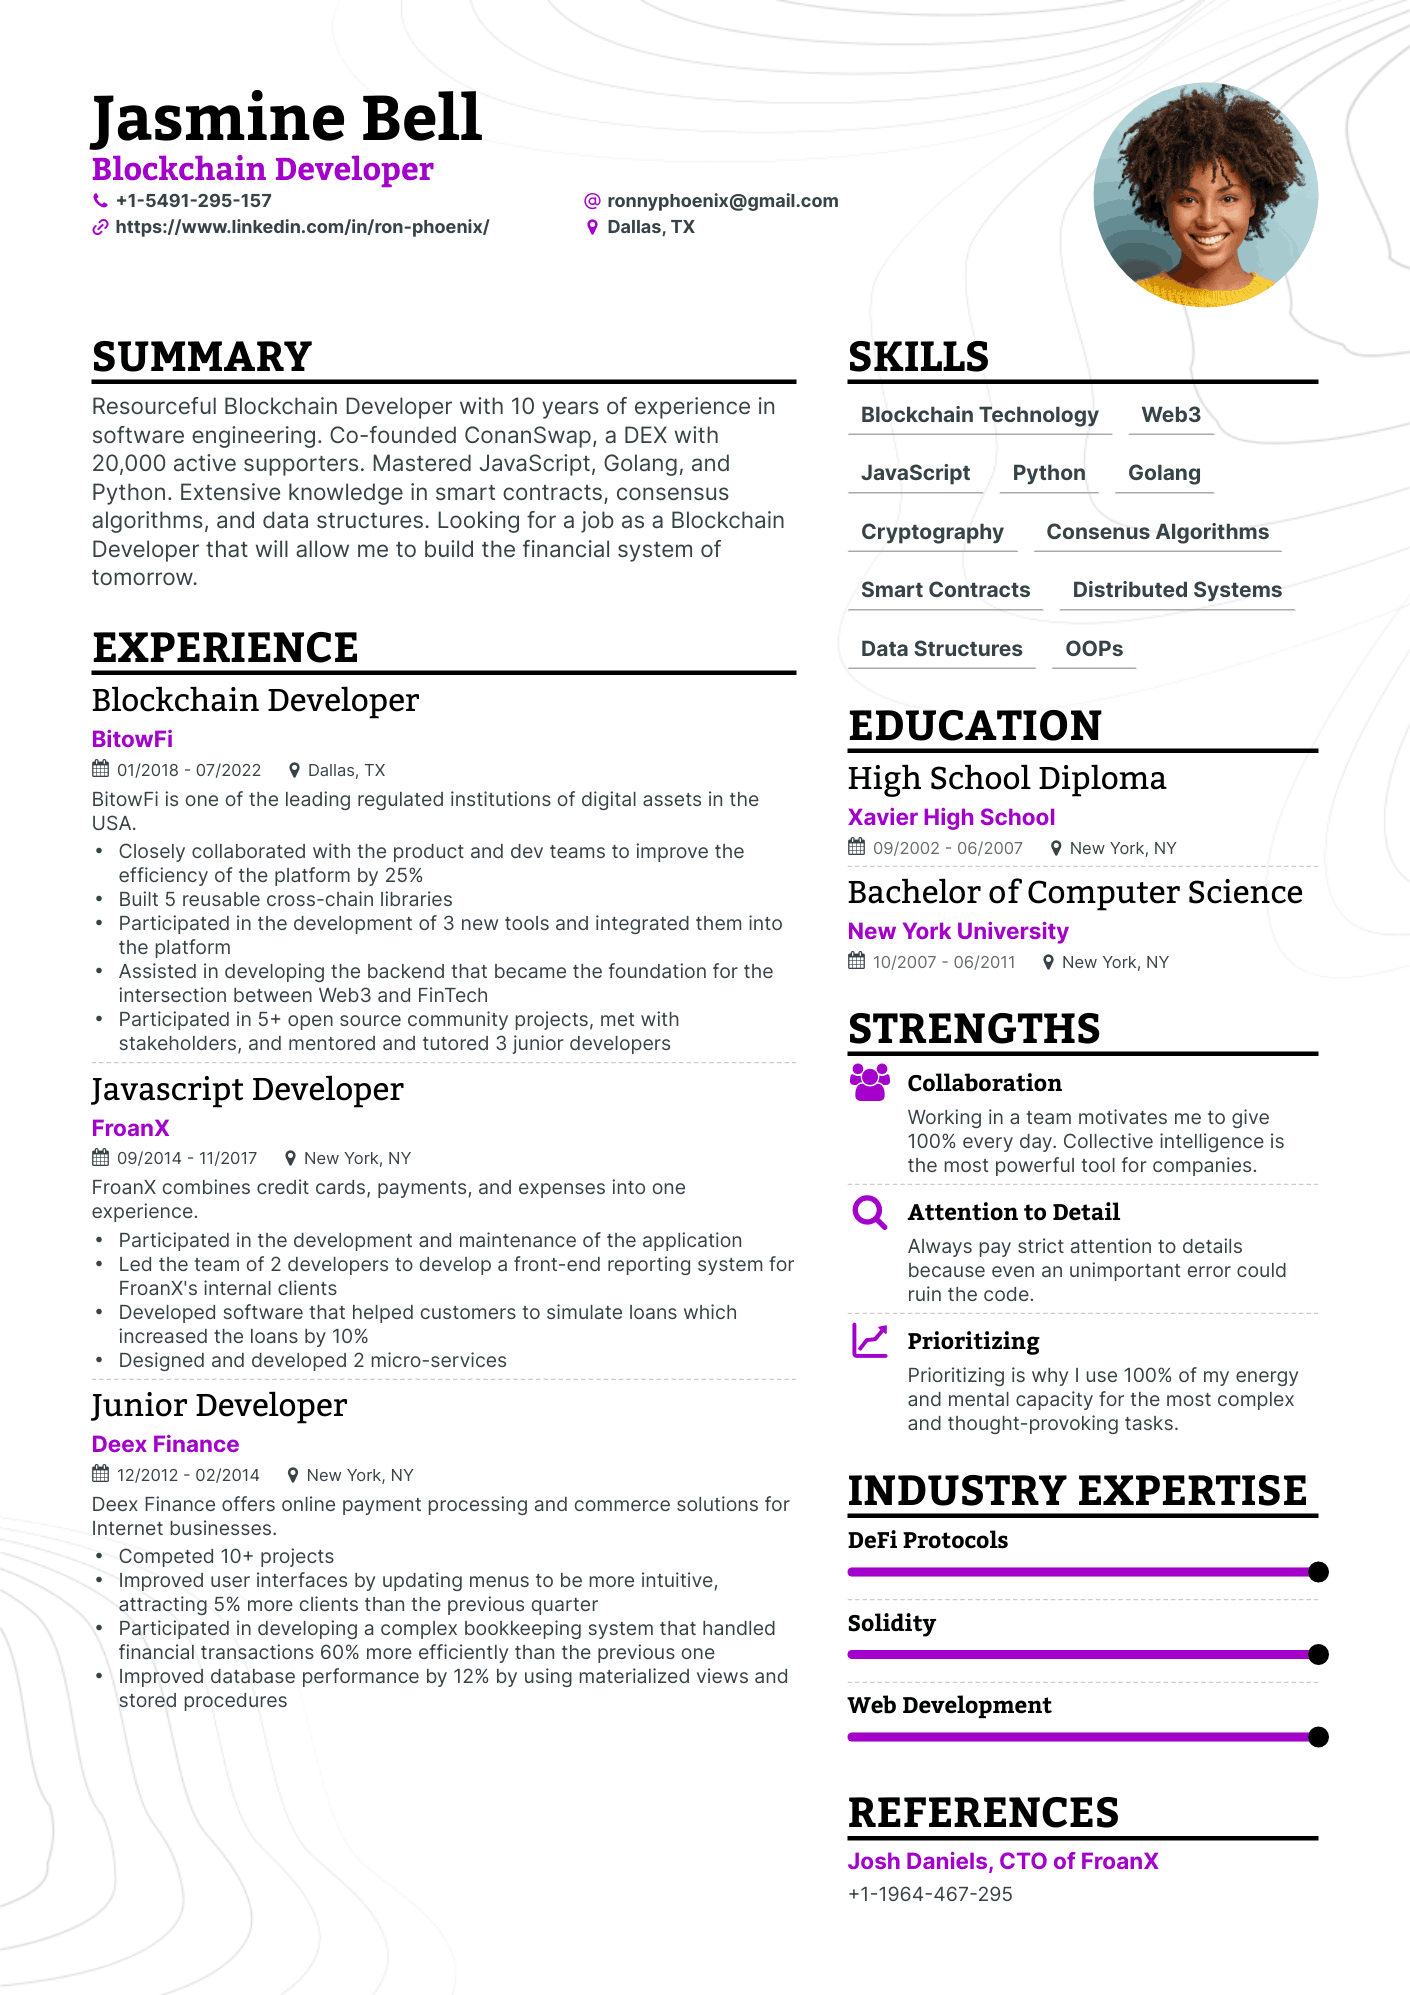 Jasmine Bell
Blockchain Developer
+1-5491-295-157
ronnyphoenix@gmail.com
https://www.linkedin.com/in/ron-phoenix/
Dallas, TX
SUMMARY
Resourceful Blockchain Developer with 10 years of experience in
software engineering. Co-founded ConanSwap, a DEX with
20,000 active supporters. Mastered JavaScript, Golang, and
Python. Extensive knowledge in smart contracts, consensus
algorithms, and data structures. Looking for a job as a Blockchain
Developer that will allow me to build the financial system of
tomorrow.
EXPERIENCE
Blockchain Developer
BitowFi
01/2018 - 07/2022 Dallas, TX
BitowFi is one of the leading regulated institutions of digital assets in the
USA.
• Closely collaborated with the product and dev teams to improve the
efficiency of the platform by 25%
• Built 5 reusable cross-chain libraries
• Participated in the development of 3 new tools and integrated them into
the platform
• Assisted in developing the backend that became the foundation for the
intersection between Web3 and FinTech
• Participated in 5+ open source community projects, met with
stakeholders, and mentored and tutored 3 junior developers
Javascript Developer
FroanX
09/2014 - 11/2017 New York, NY
FroanX combines credit cards, payments, and expenses into one
experience.
• Participated in the development and maintenance of the application
• Led the team of 2 developers to develop a front-end reporting system for
FroanX's internal clients
• Developed software that helped customers to simulate loans which
increased the loans by 10%
• Designed and developed 2 micro-services
Junior Developer
Deex Finance
12/2012 - 02/2014 New York, NY
Deex Finance offers online payment processing and commerce solutions for
Internet businesses.
• Competed 10+ projects
• Improved user interfaces by updating menus to be more intuitive,
attracting 5% more clients than the previous quarter
• Participated in developing a complex bookkeeping system that handled
financial transactions 60% more efficiently than the previous one
• Improved database performance by 12% by using materialized views and
stored procedures
SKILLS
Blockchain Technology Web3
JavaScript Python Golang
Cryptography Consenus Algorithms
Smart Contracts Distributed Systems
Data Structures OOPs
EDUCATION
High School Diploma
Xavier High School
09/2002 - 06/2007 New York, NY
Bachelor of Computer Science
New York University
10/2007 - 06/2011 New York, NY
STRENGTHS
Collaboration
Working in a team motivates me to give
100% every day. Collective intelligence is
the most powerful tool for companies.
Attention to Detail
Always pay strict attention to details
because even an unimportant error could
ruin the code.
Prioritizing
Prioritizing is why I use 100% of my energy
and mental capacity for the most complex
and thought-provoking tasks.
INDUSTRY EXPERTISE
DeFi Protocols
Solidity
Web Development
REFERENCES
Josh Daniels, CTO of FroanX
+1-1964-467-295